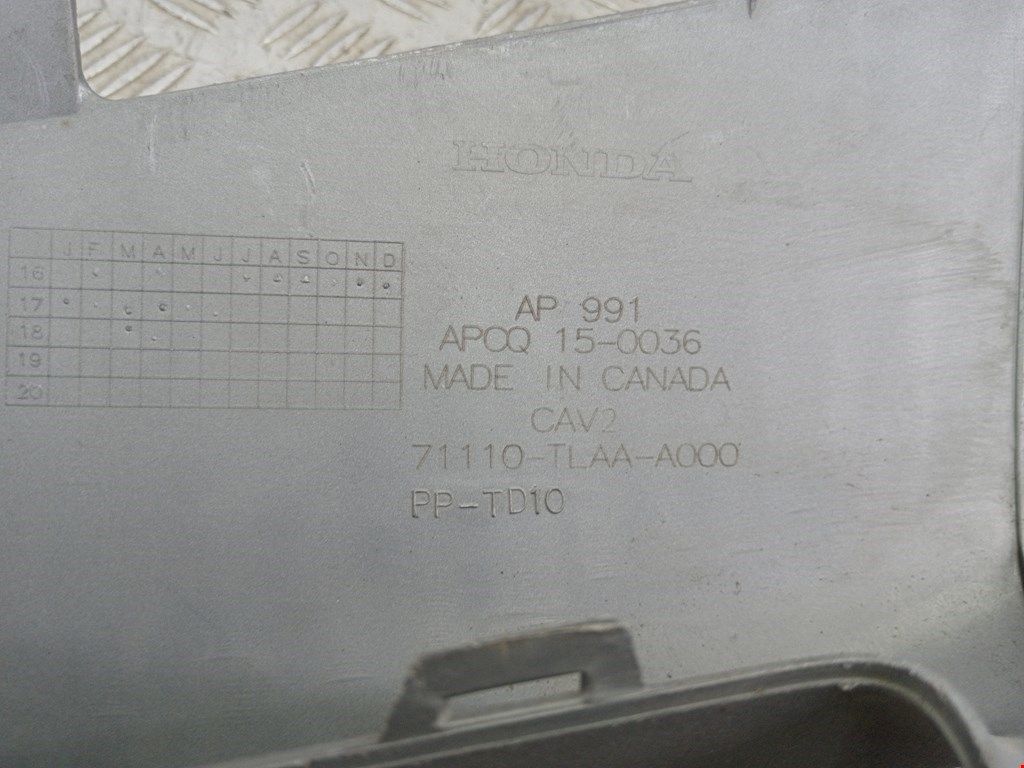 HONDA
J F M A M J J A S O N D
16
17
18
19
20
AP 991
APCQ 15-0036
MADE IN CANADA
CAV2
71110-TLAA-A000
PP-TD10